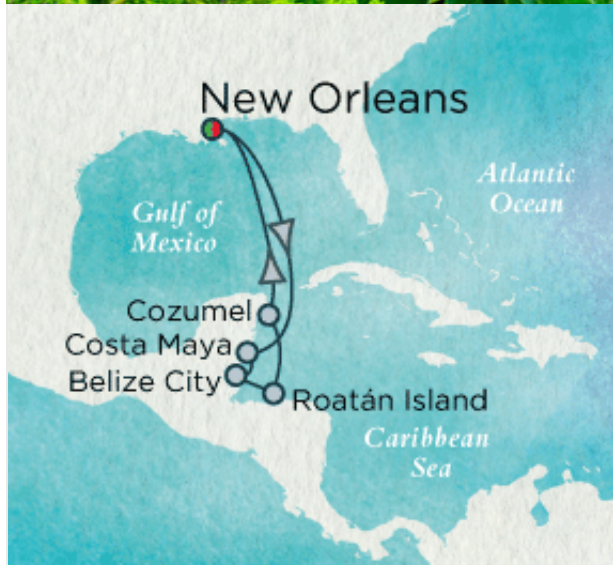 New Orleans
Atlantic
Ocean
Gulf of
Mexico
Cozumel
Costa Maya
Belize City
Roatán Island
Caribbean
Sea